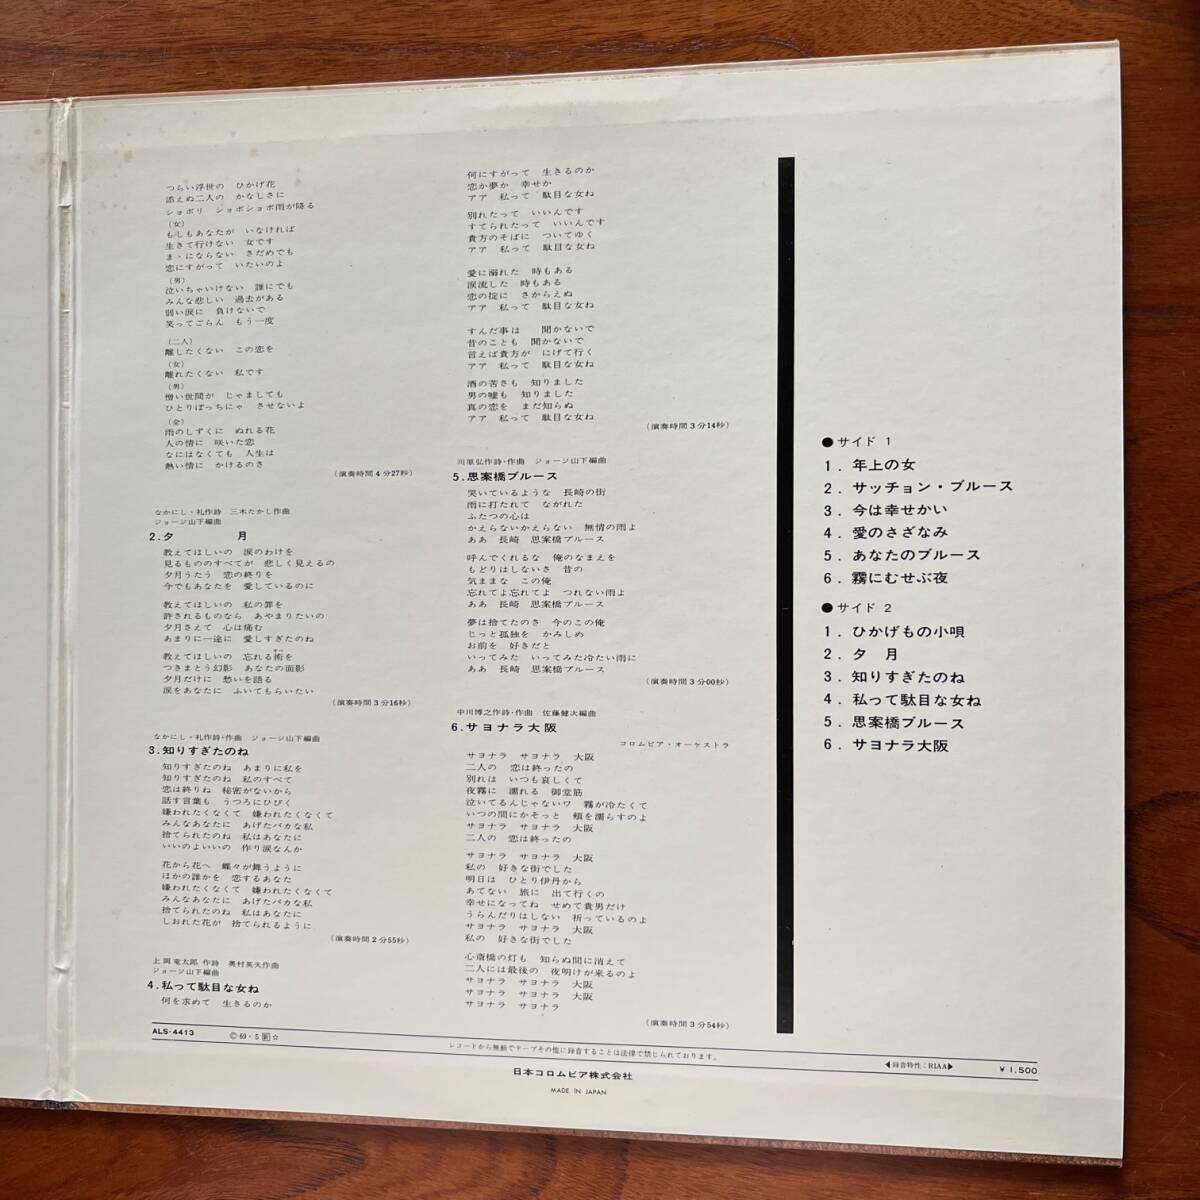 つらい浮世の ひかげ花
添えぬ二人の かなしさに
ショボリ ショボショボ雨が降る
(女)
もしもあなたが いなければ
生きて行けない 女です
まゝにならない さだめでも
恋にすがって いたいのよ
(男)
泣いちゃいけない 誰にでも
みんな悲しい 過去がある
弱い涙に 負けないで
笑ってごらん もう一度
(二人)
離したくない この恋を
(女)
離れたくない 私です
(男)
憎い世間が じゃましても
ひとりぼっちにゃ させないよ
(全)
雨のしずくに ぬれる花
人の情に 咲いた恋
なにはなくても 人生は
熱い情に かけるのさ
(演奏時間4分27秒)
なかにし・礼作詩 三木たかし作曲
ジョージ山下編曲
2.夕 月
教えてほしいの 涙のわけを
見るもののすべてが 悲しく見えるの
夕月うたう 恋の終りを
今でもあなたを 愛しているのに
教えてほしいの 私の罪を
許されるものなら あやまりたいの
夕月さえて 心は痛む
あまりに一途に 愛しすぎたのね
教えてほしいの 忘れる術を
つきまとう幻影 あなたの面影
夕月だけに 愁いを語る
涙をあなたに ふいてもらいたい
(演奏時間3分16秒)
なかにし・礼作詩・作曲 ジョージ山下編曲
3.知りすぎたのね
知りすぎたのね あまりに私を
知りすぎたのね 私のすべて
恋は終りね 秘密がないから
話す言葉も うつろにひびく
嫌われたくなくて 嫌われたくなくて
みんなあなたに あげたバカな私
捨てられたのね 私はあなたに
いいのよいいの 作り涙なんか
花から花へ 蝶々が舞うように
ほかの誰かを 恋するあなた
嫌われたくなくて 嫌われたくなくて
みんなあなたに あげたバカな私
捨てられたのね 私はあなたに
しおれた花が 捨てられるように
(演奏時間2分55秒)
上岡竜太郎 作詩 奥村英夫作曲
ジョージ山下編曲
4.私って駄目な女ね
何を求めて 生きるのか
何にすがって 生きるのか
恋か夢か 幸せか
アア 私って 駄目な女ね
別れたって いいんです
すてられたって いいんです
貴方のそばに ついてゆく
アア 私って 駄目な女ね
愛に溺れた 時もある
涙流した 時もある
恋の掟に さからえぬ
アア 私って 駄目な女ね
すんだ事は 聞かないで
昔のことも 聞かないで
言えば貴方が にげて行く
アア 私って 駄目な女ね
酒の苦さも 知りました
男の嘘も 知りました
真の恋を まだ知らぬ
アア 私って 駄目な女ね
(演奏時間3分14秒)
川原弘作詩・作曲 ジョージ山下編曲
5.思案橋ブルース
哭いているような 長崎の街
雨に打たれて ながれた
ふたつの心は
かえらないかえらない 無情の雨よ
ああ 長崎 思案橋ブルース
呼んでくれるな 俺のなまえを
もどりはしないさ 昔の
気ままな この俺
忘れてよ忘れてよ つれない雨よ
ああ 長崎 思案橋ブルース
夢は捨てたのさ 今のこの俺
じっと孤独を かみしめ
お前を 好きだと
いってみた いってみた冷たい雨に
ああ 長崎 思案橋ブルース
(演奏時間3分00秒)
中川博之作詩・作曲 佐藤健次編曲
6.サヨナラ大阪
コロムビア・オーケストラ
サヨナラ サヨナラ 大阪
二人の 恋は終ったの
別れは いつも哀しくて
夜霧に 濡れる 御堂筋
泣いてるんじゃないワ 霧が冷たくて
いつの間にかそっと 頬を濡らすのよ
サヨナラ サヨナラ 大阪
二人の 恋は終ったの
サヨナラ サヨナラ 大阪
私の 好きな街でした
明日は ひとり伊丹から
あてない 旅に 出て行くの
幸せになってね せめて貴男だけ
うらんだりはしない 祈っているのよ
サヨナラ サヨナラ 大阪
私の 好きな街でした
心斎橋の灯も 知らぬ間に消えて
二人には最後の 夜明けが来るのよ
サヨナラ サヨナラ 大阪
サヨナラ サヨナラ 大阪
サヨナラ サヨナラ
(演奏時間3分54秒)
●サイド 1
1.年上の女
2.サッチョン・ブルース
3.今は幸せかい
4.愛のさざなみ
5.あなたのブルース
6.霧にむせぶ夜
●サイド 2
1.ひかげもの小唄
2.夕 月
3.知りすぎたのね
4.私って駄目な女ね
5.思案橋ブルース
6.サヨナラ大阪
ALS-4413 Ⓒ69・5 ☆
レコードから無断でテープその他に録音することは法律で禁じられております。
◀録音特性:RIAA▶ ¥1,500
日本コロムビア株式会社
MADE IN JAPAN